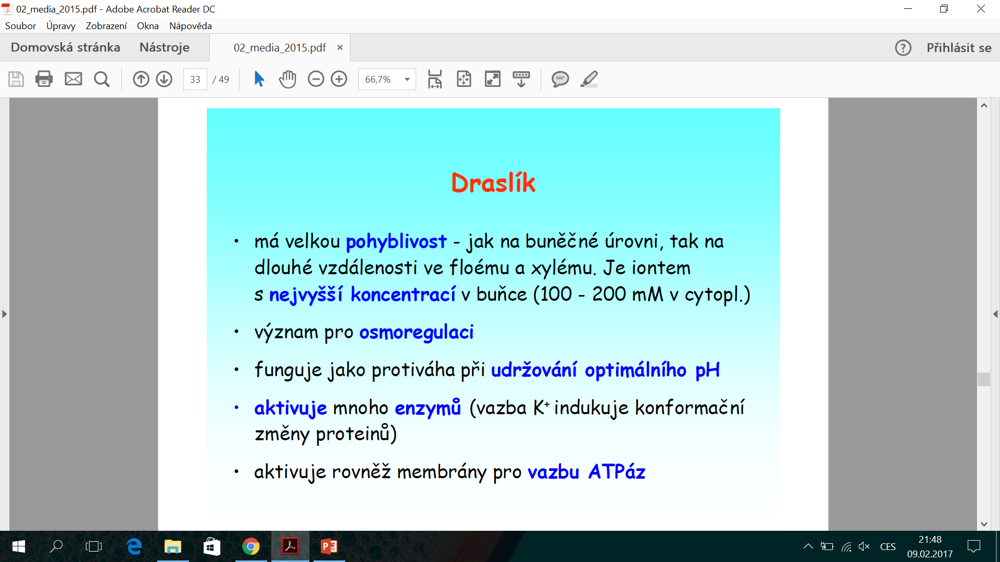 02_media_2015.pdf - Adobe Acrobat Reader DC
Soubor Úpravy Zobrazení Okna Nápověda
Domovská stránka Nástroje 02_media_2015.pdf × ? Přihlásit se
33 / 49 66,7%
Draslík
• má velkou pohyblivost - jak na buněčné úrovni, tak na
dlouhé vzdálenosti ve floému a xylému. Je iontem
s nejvyšší koncentrací v buňce (100 - 200 mM v cytopl.)
• význam pro osmoregulaci
• funguje jako protiváha při udržování optimálního pH
• aktivuje mnoho enzymů (vazba K⁺ indukuje konformační
změny proteinů)
• aktivuje rovněž membrány pro vazbu ATPáz
CES
21:48
09.02.2017